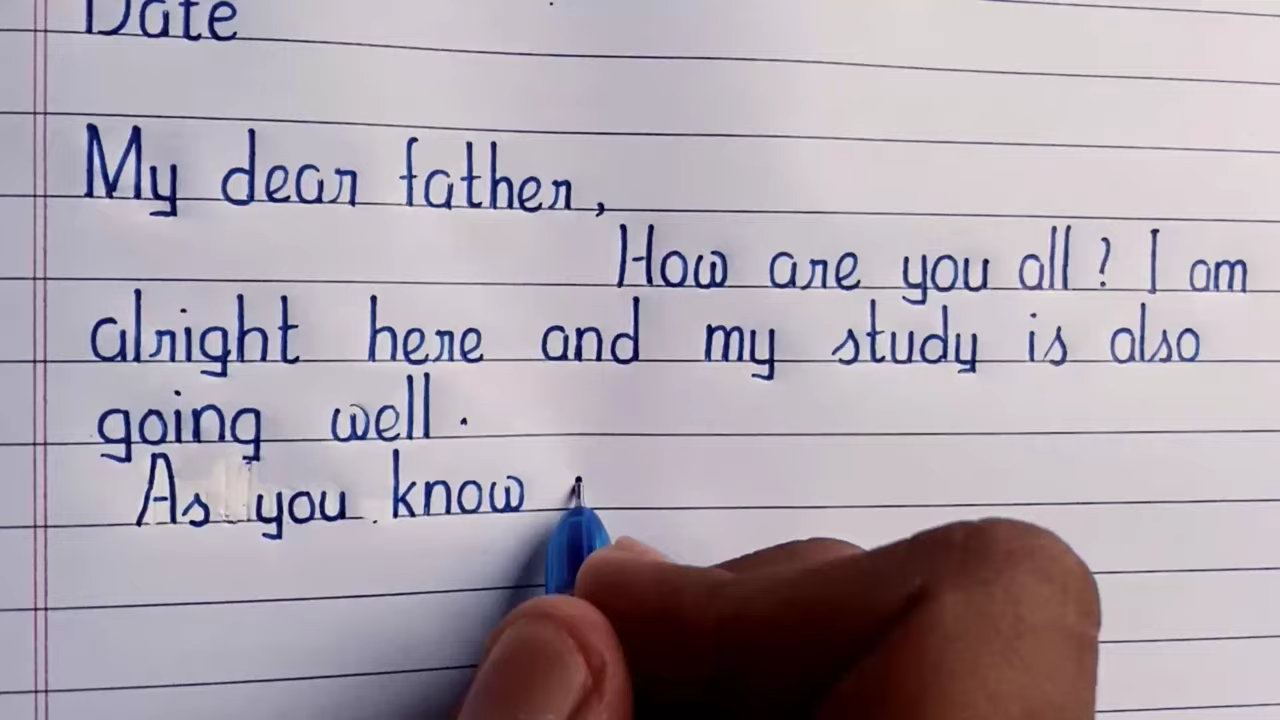 Date
My dear father,
How are you all? I am
alright here and my study is also
going well.
As you know